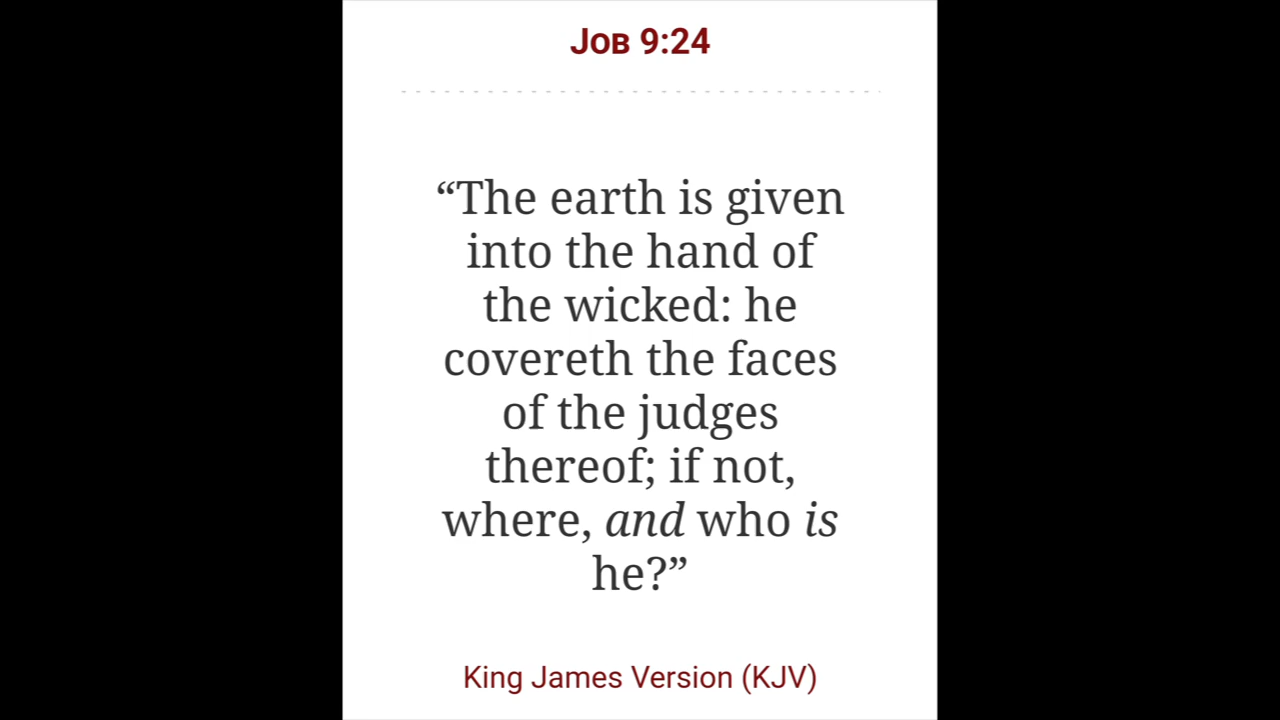 Job 9:24
“The earth is given
into the hand of
the wicked: he
covereth the faces
of the judges
thereof; if not,
where, and who is
he?”
King James Version (KJV)